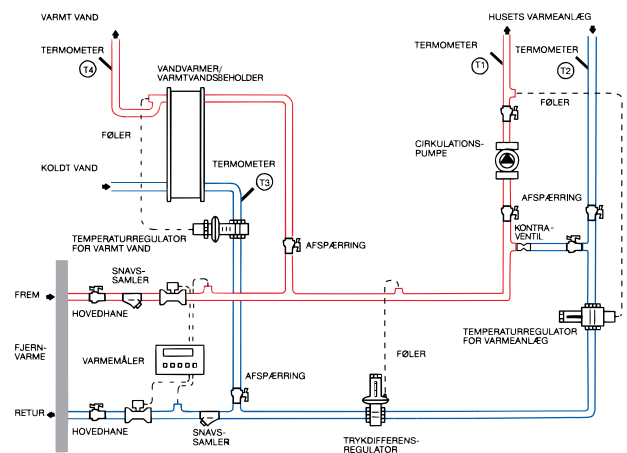 VARMT VAND
HUSETS VARMEANLÆG
TERMOMETER
T4
VANDVARMER/
VARMTVANDSBEHOLDER
TERMOMETER
T1
TERMOMETER
T2
FØLER
FØLER
CIRKULATIONS-
PUMPE
KOLDT VAND
TERMOMETER
T3
AFSPÆRRING
TEMPERATURREGULATOR
FOR VARMT VAND
AFSPÆRRING
KONTRA-
VENTIL
SNAVS-
SAMLER
FREM
HOVEDHANE
TEMPERATURREGULATOR
FOR VARMEANLÆG
FJERN-
VARME
VARMEMÅLER
FØLER
AFSPÆRRING
RETUR
HOVEDHANE
SNAVS-
SAMLER
TRYKDIFFERENS-
REGULATOR